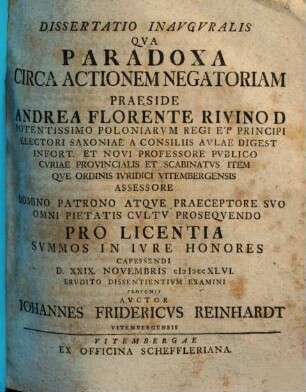 DISSERTATIO INAVGVRALIS
QVA
PARADOXA
CIRCA ACTIONEM NEGATORIAM
PRAESIDE
ANDREA FLORENTE RIVINO D
POTENTISSIMO POLONIARVM REGI ET PRINCIPI
ELECTORI SAXONIAE A CONSILIIS AVLAE DIGEST
INFORT. ET NOVI PROFESSORE PVBLICO
CVRIAE PROVINCIALIS ET SCABINATVS ITEM
QVE ORDINIS IVRIDICI VITEMBERGENSIS
ASSESSORE
DOMINO PATRONO ATQVE PRAECEPTORE SVO
OMNI PIETATIS CVLTV PROSEQVENDO
PRO LICENTIA
SVMMOS IN IVRE HONORES
CAPESSENDI
D. XXIX. NOVEMBRIS cIↄ Iↄcc XLVI.
ERVDITO DISSENTIENTIVM EXAMINI
PROPONIT
AVCTOR
IOHANNES FRIDERICVS REINHARDT
VITEMBERGENSIS
VITEMBERGAE
EX OFFICINA SCHEFFLERIANA.